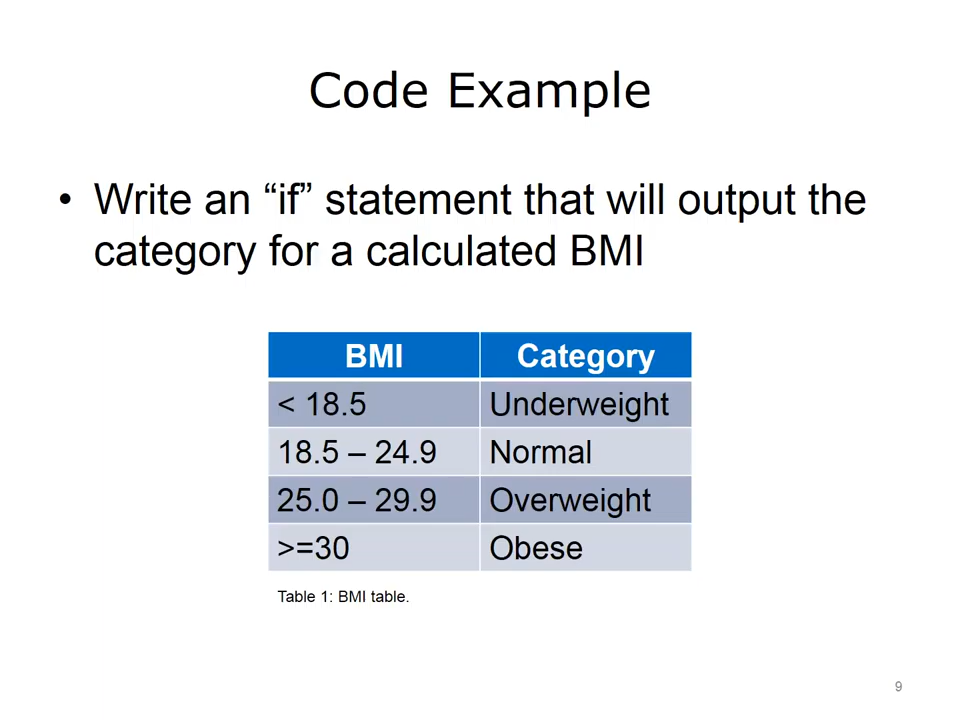 Code Example
• Write an “if” statement that will output the
category for a calculated BMI
BMI Category
< 18.5 Underweight
18.5 – 24.9 Normal
25.0 – 29.9 Overweight
>=30 Obese
Table 1: BMI table.
9